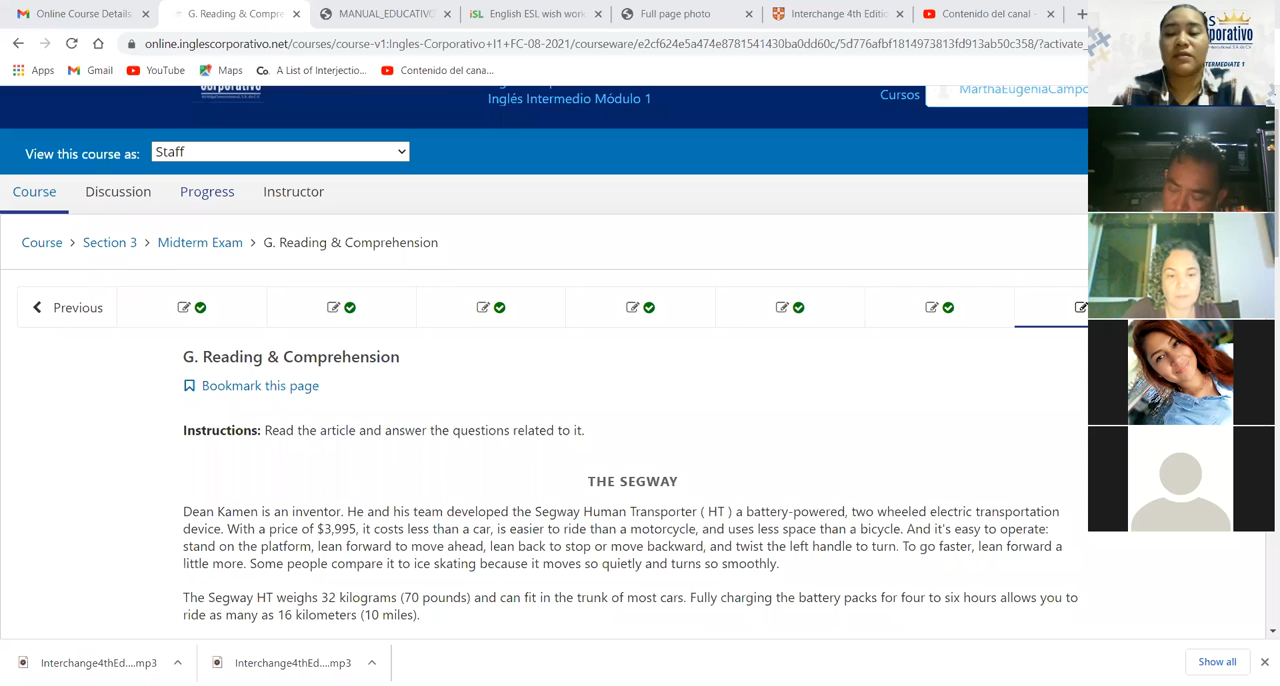 Online Course Details
G. Reading & Compre
MANUAL_EDUCATIVO
English ESL wish work
Full page photo
Interchange 4th Editio
Contenido del canal -
online.inglescorporativo.net/courses/course-v1:Ingles-Corporativo+I1+FC-08-2021/courseware/e2cf624e5a474e8781541430ba0dd60c/5d776afbf1814973813fd913ab50c358/?activate_
Apps
Gmail
YouTube
Maps
A List of Interjectio...
Contenido del cana...
Inglés Intermedio Módulo 1
Cursos
MarthaEugeniaCampo
View this course as:
Staff
Course
Discussion
Progress
Instructor
Course > Section 3 > Midterm Exam > G. Reading & Comprehension
Previous
G. Reading & Comprehension
Bookmark this page
Instructions: Read the article and answer the questions related to it.
THE SEGWAY
Dean Kamen is an inventor. He and his team developed the Segway Human Transporter ( HT ) a battery-powered, two wheeled electric transportation
device. With a price of $3,995, it costs less than a car, is easier to ride than a motorcycle, and uses less space than a bicycle. And it's easy to operate:
stand on the platform, lean forward to move ahead, lean back to stop or move backward, and twist the left handle to turn. To go faster, lean forward a
little more. Some people compare it to ice skating because it moves so quietly and turns so smoothly.
The Segway HT weighs 32 kilograms (70 pounds) and can fit in the trunk of most cars. Fully charging the battery packs for four to six hours allows you to
ride as many as 16 kilometers (10 miles).
Interchange4thEd....mp3
Interchange4thEd....mp3
Show all